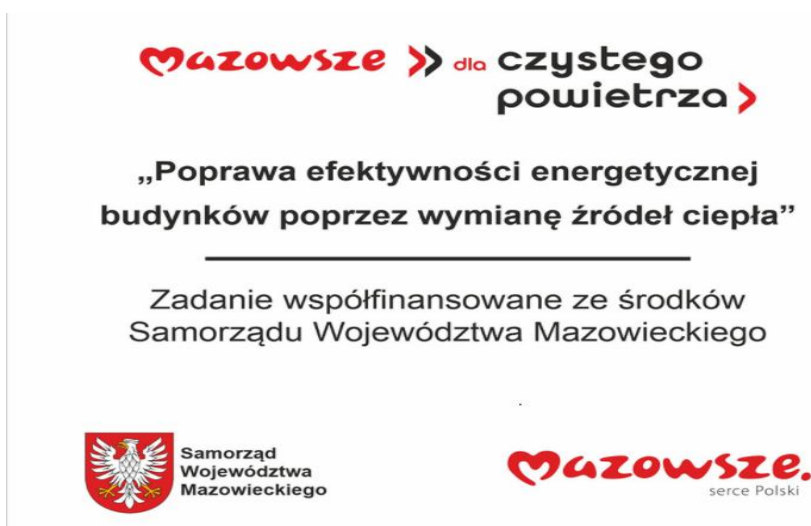 Mazowsze dla czystego
powietrza
„Poprawa efektywności energetycznej
budynków poprzez wymianę źródeł ciepła”
Zadanie współfinansowane ze środków
Samorządu Województwa Mazowieckiego
Samorząd
Województwa
Mazowieckiego
Mazowsze.
serce Polski